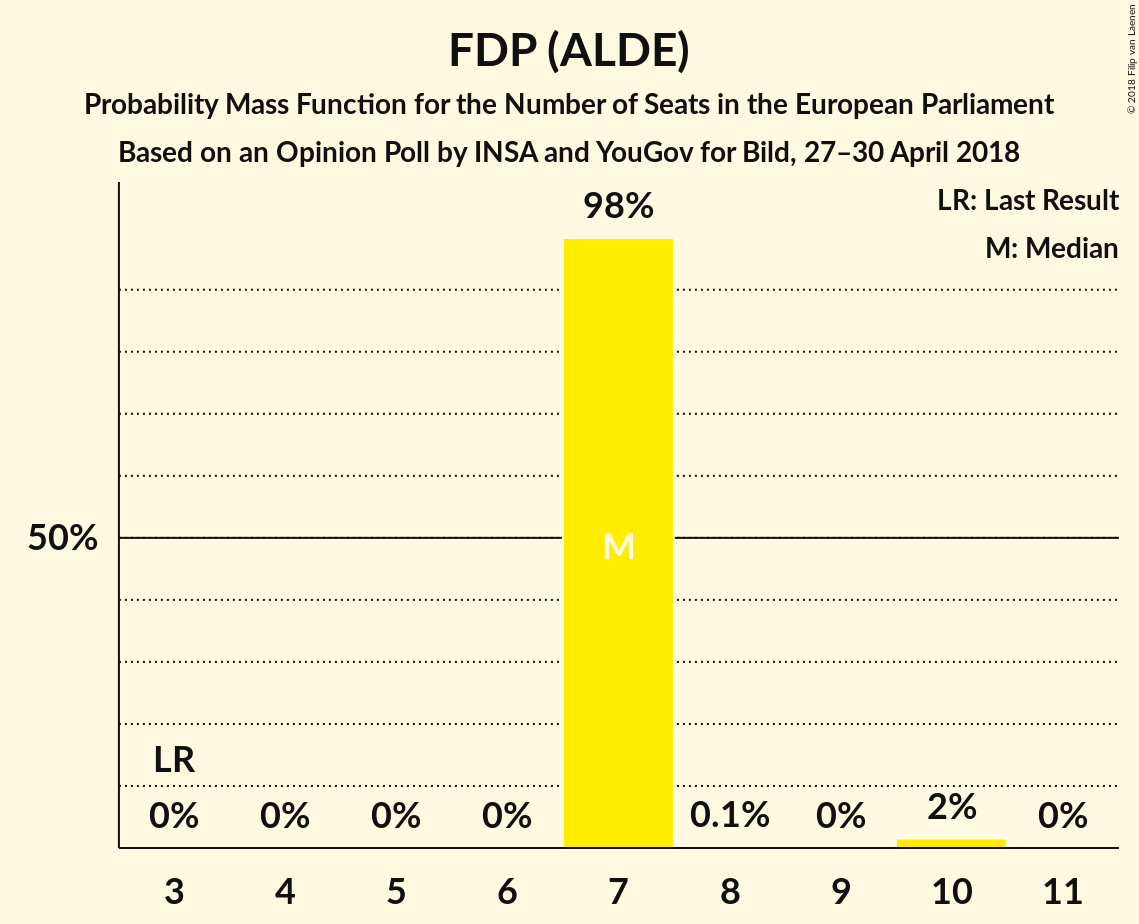 FDP (ALDE)
Probability Mass Function for the Number of Seats in the European Parliament
Based on an Opinion Poll by INSA and YouGov for Bild, 27–30 April 2018
© 2018 Filip van Laenen
LR: Last Result
M: Median
98%
50%
M
LR
0% 0% 0% 0% 0.1% 0% 2% 0%
3 4 5 6 7 8 9 10 11